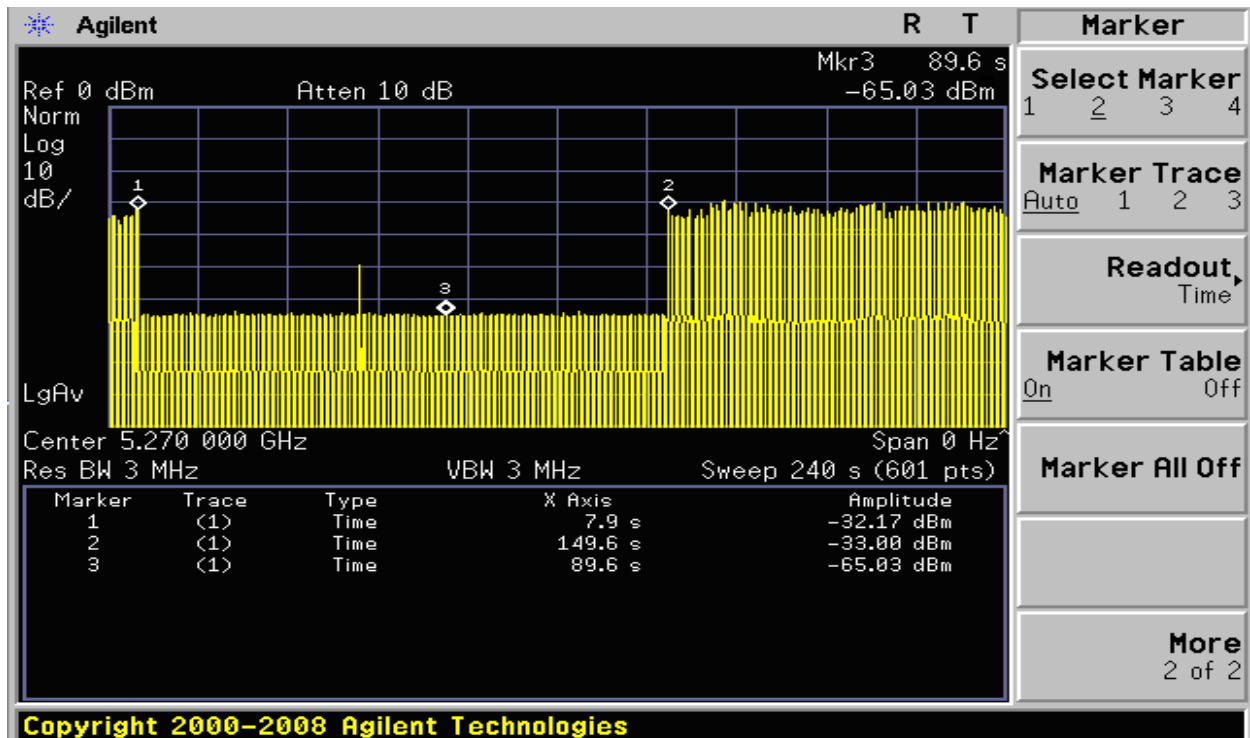 Agilent R T
Mkr3 89.6 s
Ref 0 dBm Atten 10 dB -65.03 dBm
Norm
Log
10
dB/
1
2
3
LgAv
Center 5.270 000 GHz Span 0 Hz^
Res BW 3 MHz VBW 3 MHz Sweep 240 s (601 pts)
Marker Trace Type X Axis Amplitude
1 (1) Time 7.9 s -32.17 dBm
2 (1) Time 149.6 s -33.00 dBm
3 (1) Time 89.6 s -65.03 dBm
Copyright 2000-2008 Agilent Technologies
Marker
Select Marker
1 2 3 4
Marker Trace
Auto 1 2 3
Readout
Time
Marker Table
On Off
Marker All Off
More
2 of 2